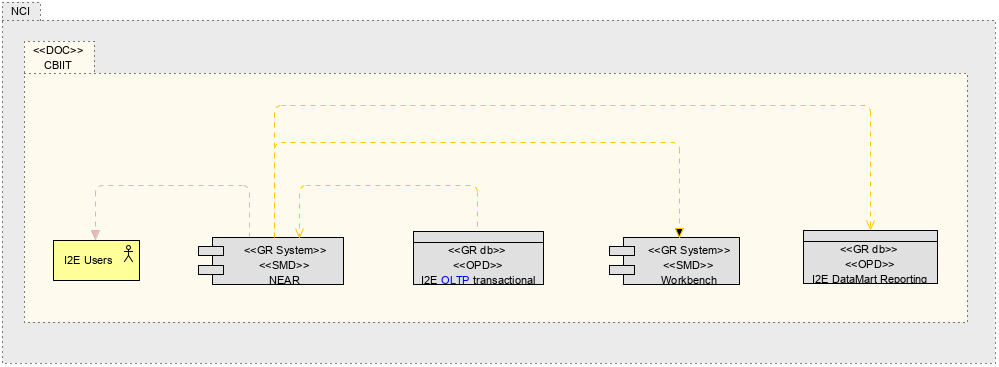 NCI
<<DOC>>
CBIIT
I2E Users
<<GR System>>
<<SMD>>
NEAR
<<GR db>>
<<OPD>>
I2E OLTP transactional
<<GR System>>
<<SMD>>
Workbench
<<GR db>>
<<OPD>>
I2E DataMart Reporting